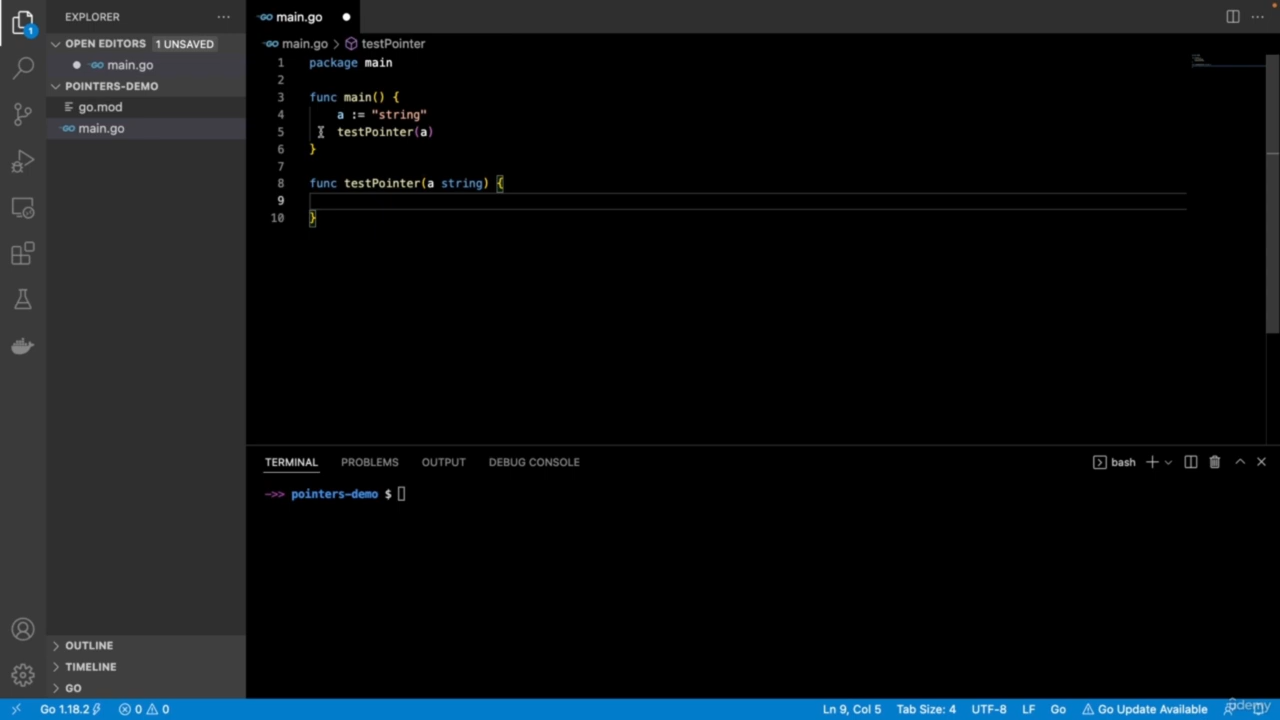 EXPLORER
main.go
OPEN EDITORS 1 UNSAVED
main.go
POINTERS-DEMO
go.mod
main.go
1
main.go > testPointer
1 package main
2
3 func main() {
4 a := "string"
5 testPointer(a)
6 }
7
8 func testPointer(a string) {
9
10 }
TERMINAL PROBLEMS OUTPUT DEBUG CONSOLE
bash
->> pointers-demo $
OUTLINE
TIMELINE
GO
Go 1.18.2 0 0
Ln 9, Col 5 Tab Size: 4 UTF-8 LF Go Go Update Available
ûdemy